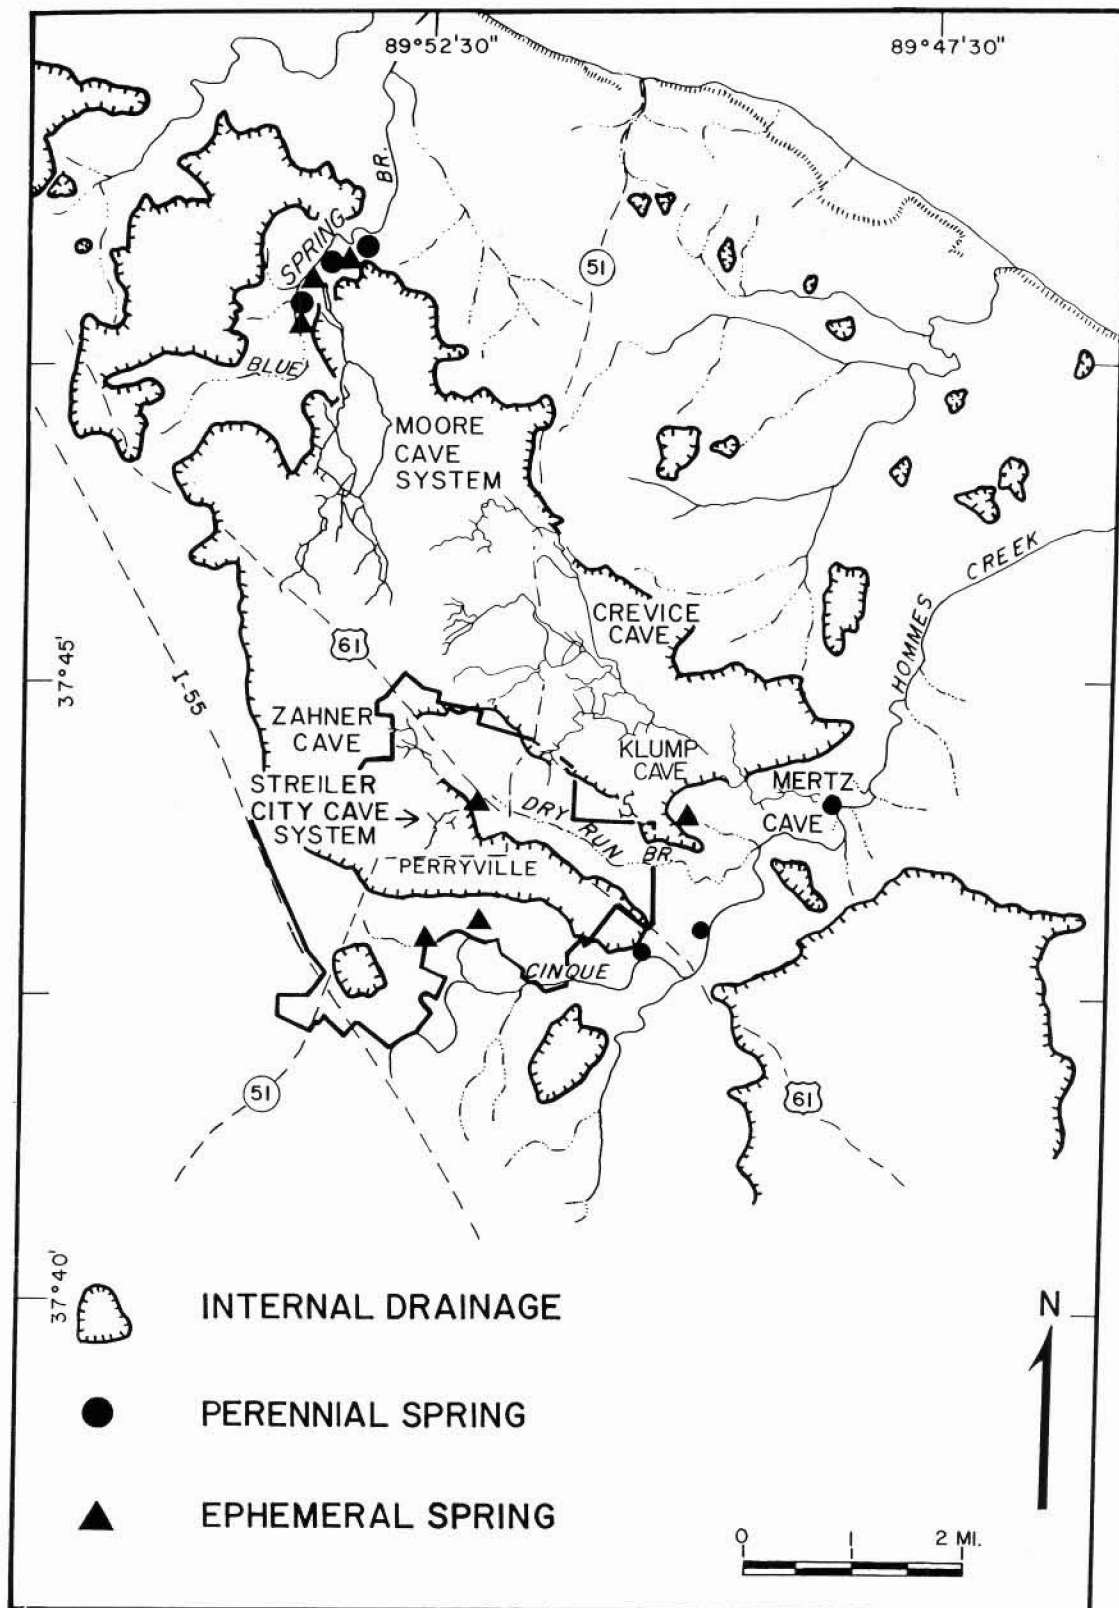 89°52'30" 89°47'30"
BR.
SPRING
51
BLUE
MOORE
CAVE
SYSTEM
CREEK
HOMMES
CREVICE
CAVE
61
37°45'
I-55
ZAHNER
CAVE
KLUMP
CAVE
STREILER
CITY CAVE
SYSTEM
MERTZ
CAVE
DRY RUN
BR.
PERRYVILLE
CINQUE
51
61
37°40'
INTERNAL DRAINAGE
N
PERENNIAL SPRING
EPHEMERAL SPRING
0 1 2 MI.